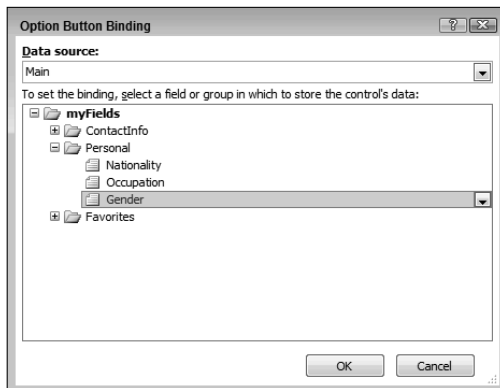 Option Button Binding
Data source:
Main
To set the binding, select a field or group in which to store the control's data:
myFields
ContactInfo
Personal
Nationality
Occupation
Gender
Favorites
OK Cancel